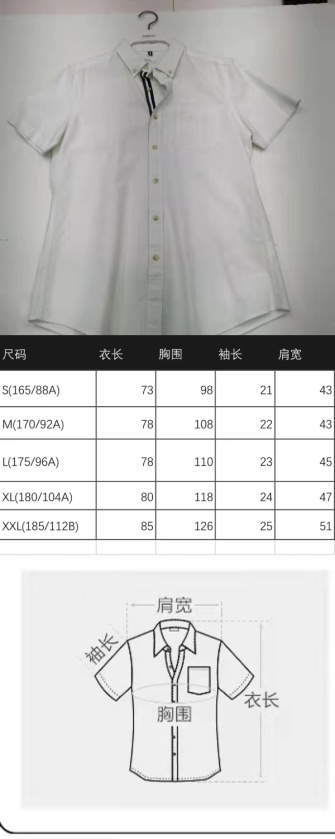 尺码 衣长 胸围 袖长 肩宽
S(165/88A) 73 98 21 43
M(170/92A) 78 108 22 43
L(175/96A) 78 110 23 45
XL(180/104A) 80 118 24 47
XXL(185/112B) 85 126 25 51
肩宽
袖长
衣长
胸围